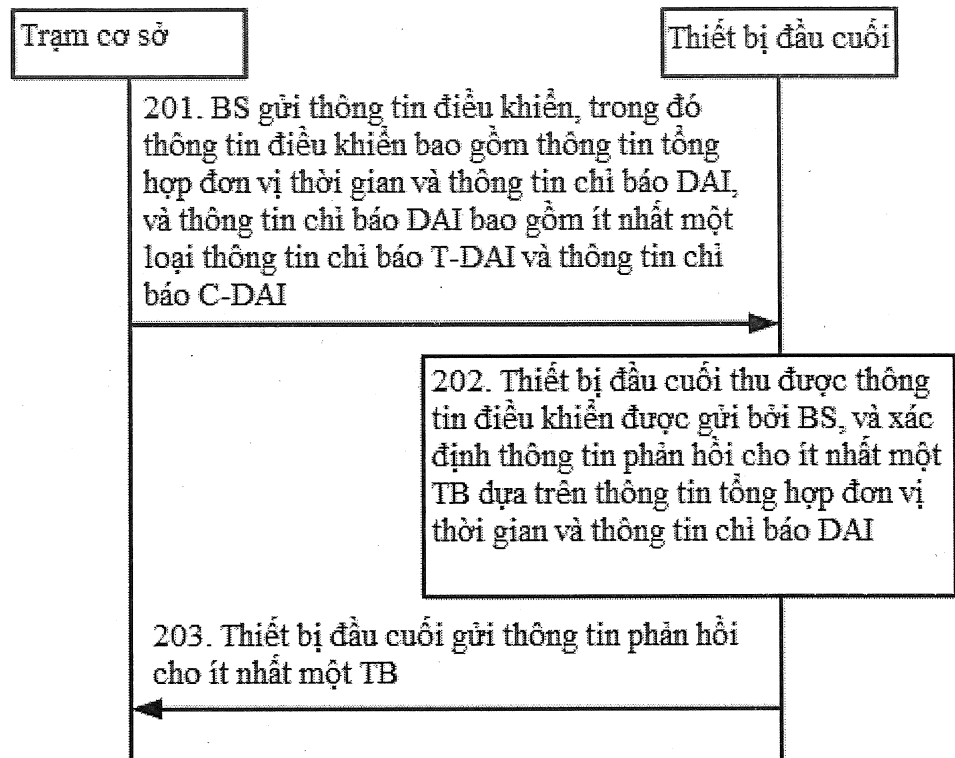 Trạm cơ sở
Thiết bị đầu cuối
201. BS gửi thông tin điều khiển, trong đó
thông tin điều khiển bao gồm thông tin tổng
hợp đơn vị thời gian và thông tin chỉ báo DAI,
và thông tin chỉ báo DAI bao gồm ít nhất một
loại thông tin chỉ báo T-DAI và thông tin chỉ
báo C-DAI
202. Thiết bị đầu cuối thu được thông
tin điều khiển được gửi bởi BS, và xác
định thông tin phản hồi cho ít nhất một
TB dựa trên thông tin tổng hợp đơn vị
thời gian và thông tin chỉ báo DAI
203. Thiết bị đầu cuối gửi thông tin phản hồi
cho ít nhất một TB